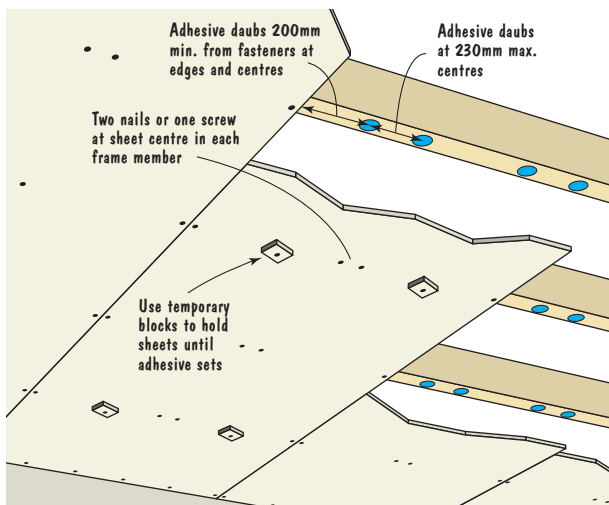 Adhesive daubs 200mm
min. from fasteners at
edges and centres
Adhesive daubs
at 230mm max.
centres
Two nails or one screw
at sheet centre in each
frame member
Use temporary
blocks to hold
sheets until
adhesive sets